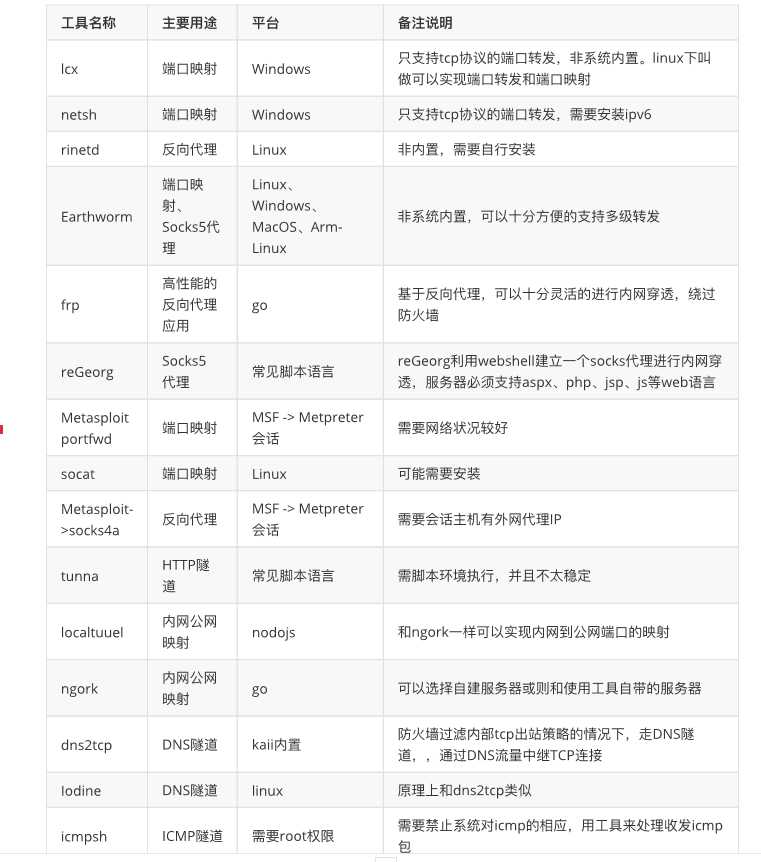 工具名称 主要用途 平台 备注说明
lcx 端口映射 Windows 只支持tcp协议的端口转发，非系统内置。linux下叫
做可以实现端口转发和端口映射
netsh 端口映射 Windows 只支持tcp协议的端口转发，需要安装ipv6
rinetd 反向代理 Linux 非内置，需要自行安装
Earthworm
端口映
射、
Socks5代
理
Linux、
Windows、
MacOS、Arm-
Linux
非系统内置，可以十分方便的支持多级转发
frp
高性能的
反向代理
应用
go
基于反向代理，可以十分灵活的进行内网穿透，绕过
防火墙
reGeorg
Socks5
代理
常见脚本语言
reGeorg利用webshell建立一个socks代理进行内网穿
透，服务器必须支持aspx、php、jsp、js等web语言
Metasploit
portfwd
端口映射
MSF -> Metpreter
会话
需要网络状况较好
socat 端口映射 Linux 可能需要安装
Metasploit-
>socks4a
反向代理
MSF -> Metpreter
会话
需要会话主机有外网代理IP
tunna
HTTP隧
道
常见脚本语言
需脚本环境执行，并且不太稳定
localtuuel
内网公网
映射
nodojs
和ngork一样可以实现内网到公网端口的映射
ngork
内网公网
映射
go
可以选择自建服务器或则和使用工具自带的服务器
dns2tcp DNS隧道 kaii内置
防火墙过滤内部tcp出站策略的情况下，走DNS隧
道，，通过DNS流量中继TCP连接
Iodine DNS隧道 linux 原理上和dns2tcp类似
icmpsh ICMP隧道 需要root权限
需要禁止系统对icmp的相应，用工具来处理收发icmp
包